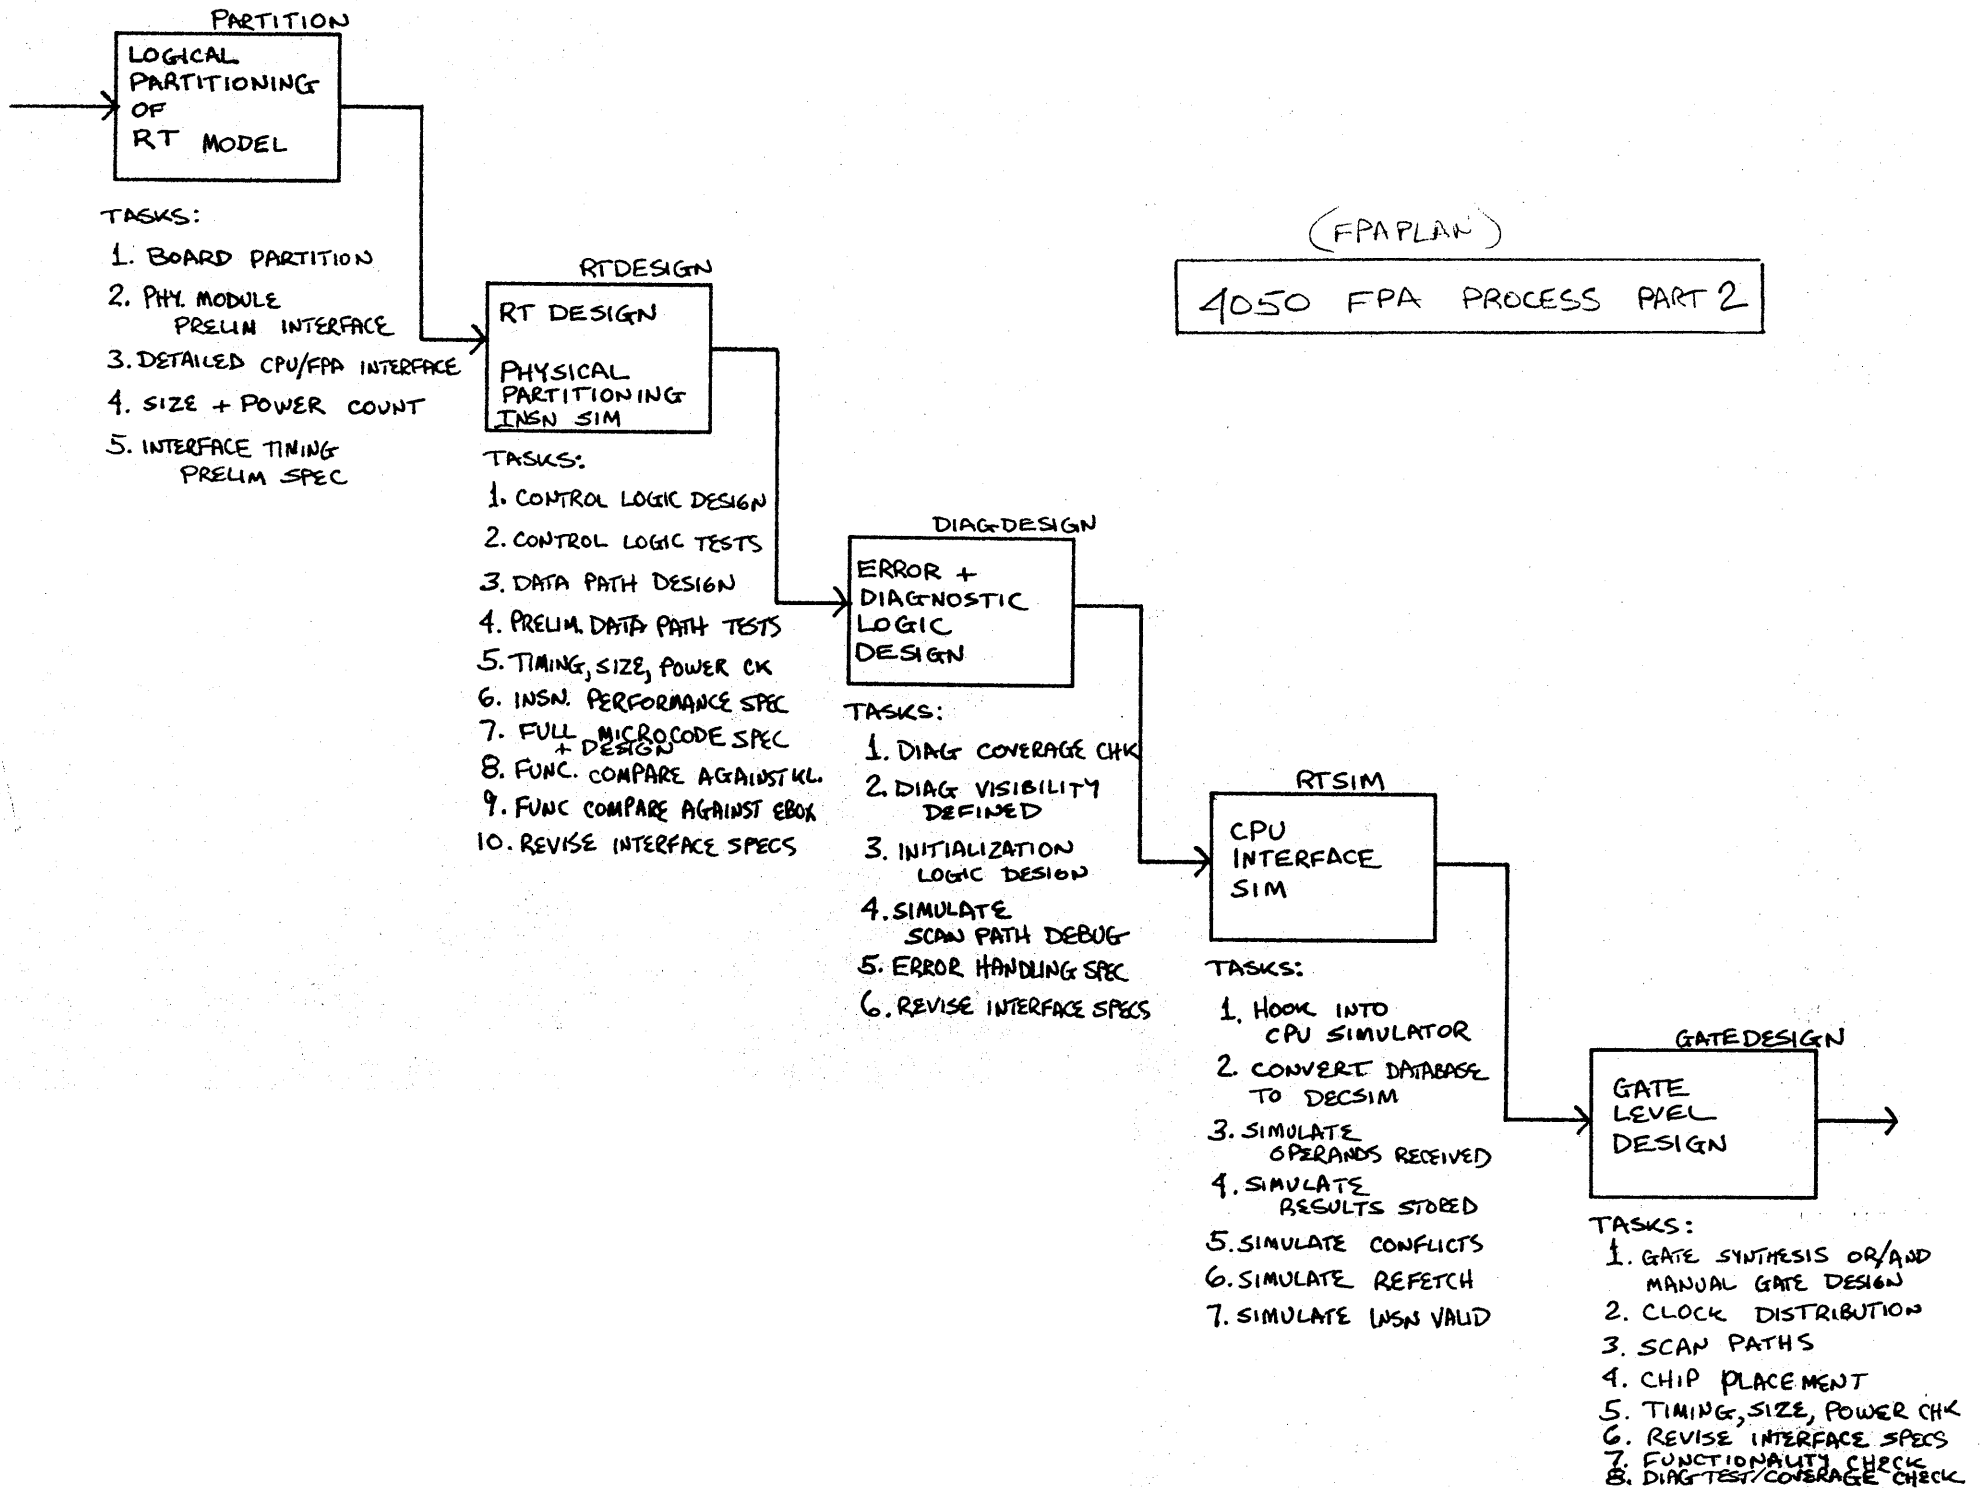 PARTITION
LOGICAL
PARTITIONING
OF
RT MODEL
TASKS:
1. BOARD PARTITION
2. PHY. MODULE
PRELIM INTERFACE
3. DETAILED CPU/FPA INTERFACE
4. SIZE + POWER COUNT
5. INTERFACE TIMING
PRELIM SPEC
(FPAPLAN)
4050 FPA PROCESS PART 2
RTDESIGN
RT DESIGN
PHYSICAL
PARTITIONING
INSN SIM
TASKS:
1. CONTROL LOGIC DESIGN
2. CONTROL LOGIC TESTS
3. DATA PATH DESIGN
4. PRELIM. DATA PATH TESTS
5. TIMING, SIZE, POWER CK
6. INSN. PERFORMANCE SPEC
7. FULL MICROCODE SPEC
+ DESIGN
8. FUNC. COMPARE AGAINST KL.
9. FUNC COMPARE AGAINST EBOX
10. REVISE INTERFACE SPECS
DIAGDESIGN
ERROR +
DIAGNOSTIC
LOGIC
DESIGN
TASKS:
1. DIAG COVERAGE CHK
2. DIAG VISIBILITY
DEFINED
3. INITIALIZATION
LOGIC DESIGN
4. SIMULATE
SCAN PATH DEBUG
5. ERROR HANDLING SPEC
6. REVISE INTERFACE SPECS
RTSIM
CPU
INTERFACE
SIM
TASKS:
1. HOOK INTO
CPU SIMULATOR
2. CONVERT DATABASE
TO DECSIM
3. SIMULATE
OPERANDS RECEIVED
4. SIMULATE
RESULTS STORED
5. SIMULATE CONFLICTS
6. SIMULATE REFETCH
7. SIMULATE INSN VALID
GATEDESIGN
GATE
LEVEL
DESIGN
TASKS:
1. GATE SYNTHESIS OR/AND
MANUAL GATE DESIGN
2. CLOCK DISTRIBUTION
3. SCAN PATHS
4. CHIP PLACEMENT
5. TIMING, SIZE, POWER CHK
6. REVISE INTERFACE SPECS
7. FUNCTIONALITY CHECK
8. DIAG TEST/COVERAGE CHECK